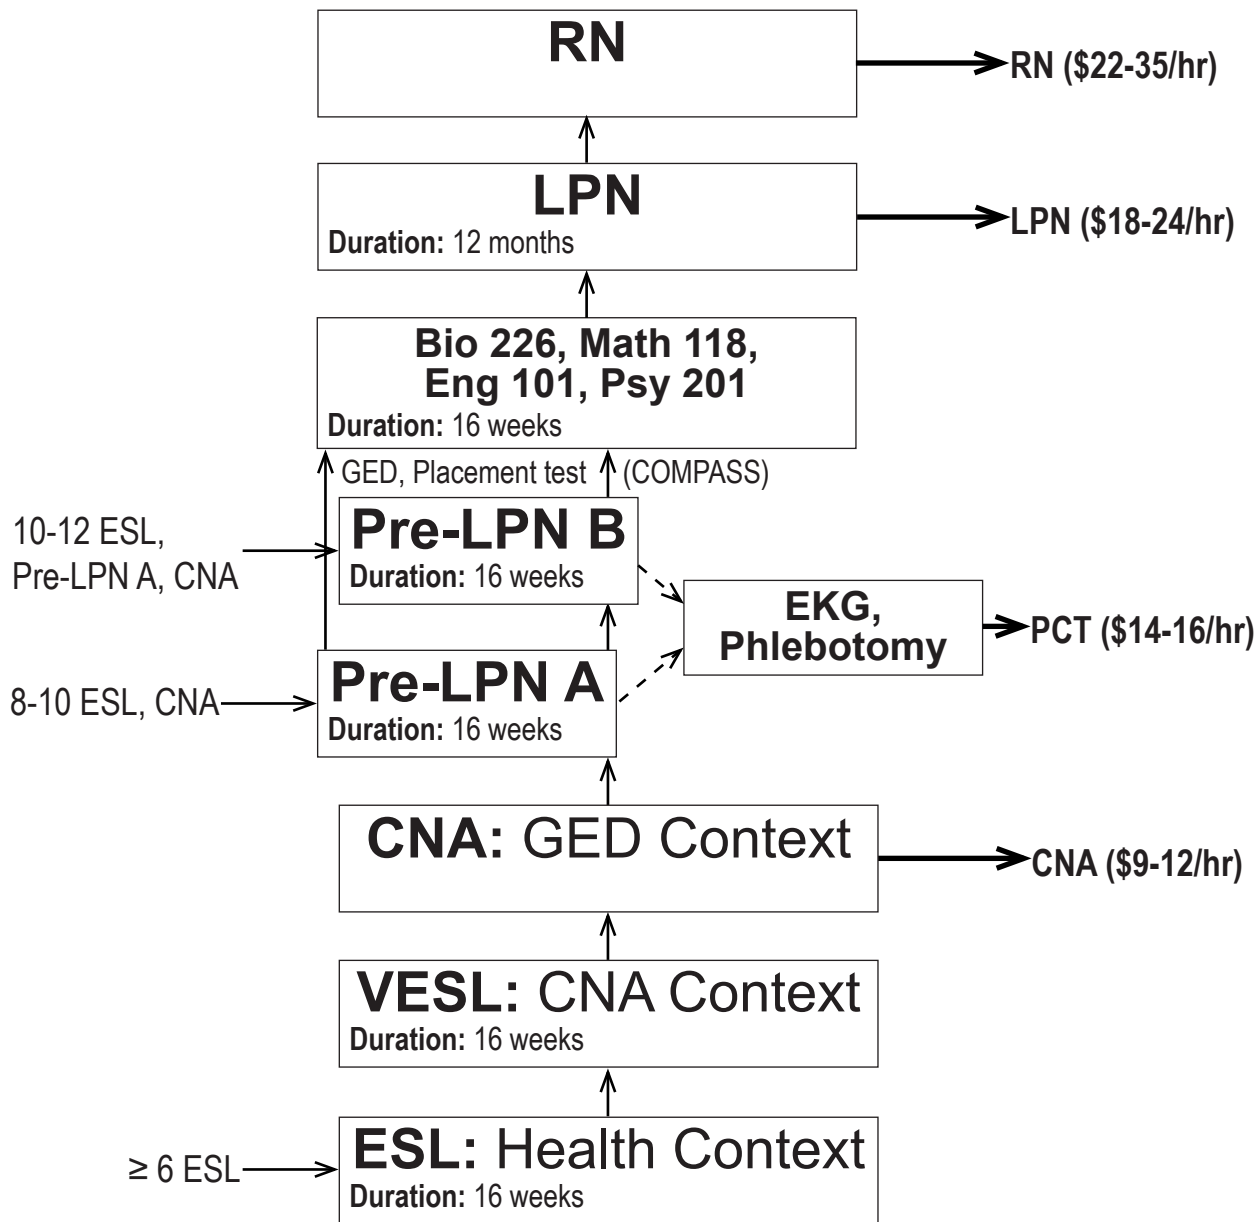 RN
RN ($22-35/hr)
LPN
Duration: 12 months
LPN ($18-24/hr)
Bio 226, Math 118,
Eng 101, Psy 201
Duration: 16 weeks
GED, Placement test (COMPASS)
10-12 ESL,
Pre-LPN A, CNA
Pre-LPN B
Duration: 16 weeks
EKG,
Phlebotomy
PCT ($14-16/hr)
8-10 ESL, CNA
Pre-LPN A
Duration: 16 weeks
CNA: GED Context
CNA ($9-12/hr)
VESL: CNA Context
Duration: 16 weeks
≥ 6 ESL
ESL: Health Context
Duration: 16 weeks